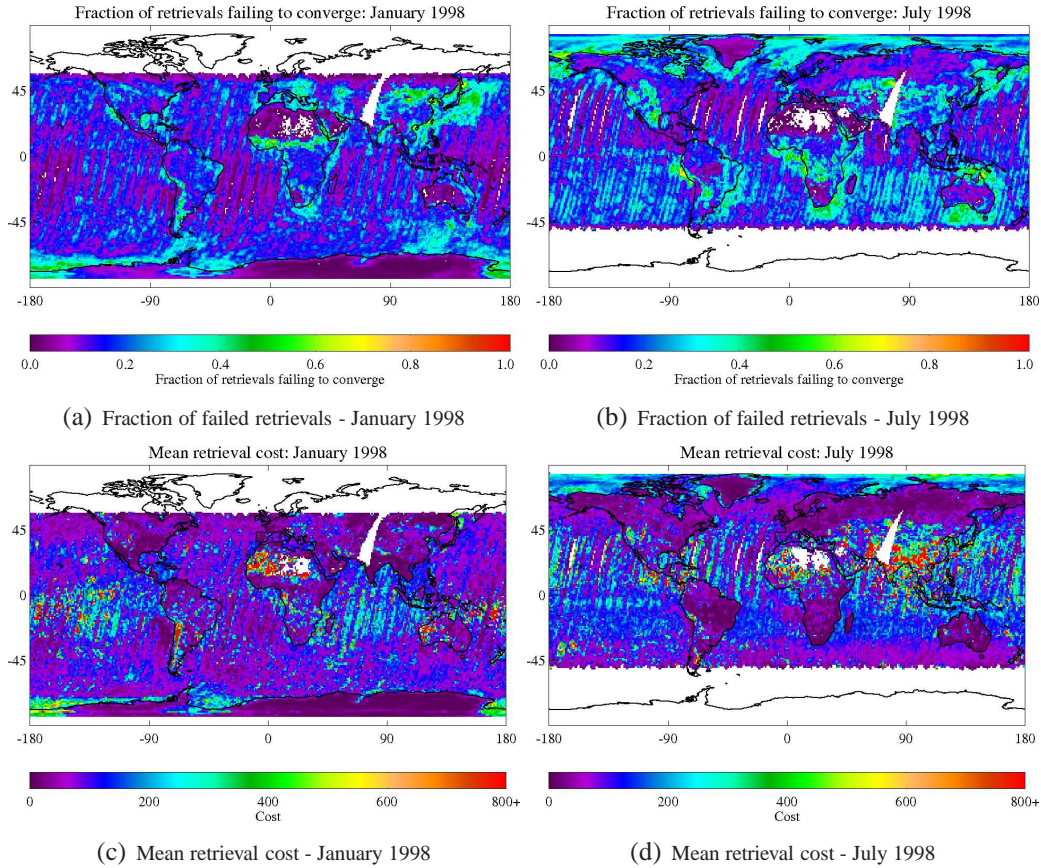 Fraction of retrievals failing to converge: January 1998
45
0
-45
-180 -90 0 90 180
0.0 0.2 0.4 0.6 0.8 1.0
Fraction of retrievals failing to converge
(a) Fraction of failed retrievals - January 1998
Fraction of retrievals failing to converge: July 1998
45
0
-45
-180 -90 0 90 180
0.0 0.2 0.4 0.6 0.8 1.0
Fraction of retrievals failing to converge
(b) Fraction of failed retrievals - July 1998
Mean retrieval cost: January 1998
45
0
-45
-180 -90 0 90 180
0 200 400 600 800+
Cost
(c) Mean retrieval cost - January 1998
Mean retrieval cost: July 1998
45
0
-45
-180 -90 0 90 180
0 200 400 600 800+
Cost
(d) Mean retrieval cost - July 1998